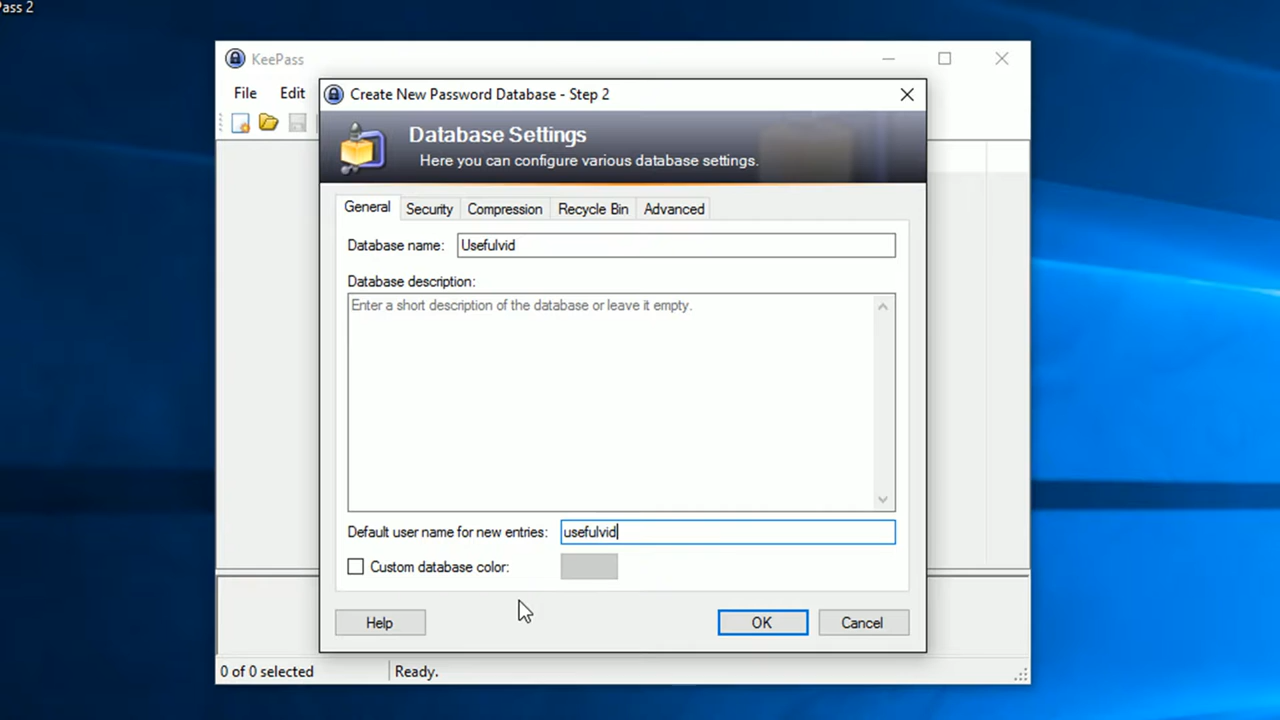 ass 2
KeePass
File Edit
Create New Password Database - Step 2
Database Settings
Here you can configure various database settings.
General Security Compression Recycle Bin Advanced
Database name: Usefulvid
Database description:
Enter a short description of the database or leave it empty.
Default user name for new entries: usefulvid
Custom database color:
Help OK Cancel
0 of 0 selected Ready.